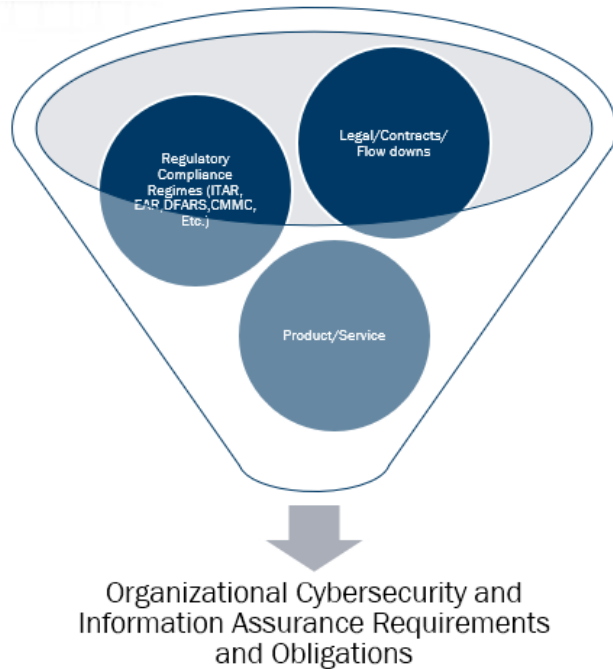 Regulatory
Compliance
Regimes (ITAR,
EAR,DFARS,CMMC,
Etc.)
Legal/Contracts/
Flow downs
Product/Service
Organizational Cybersecurity and
Information Assurance Requirements
and Obligations